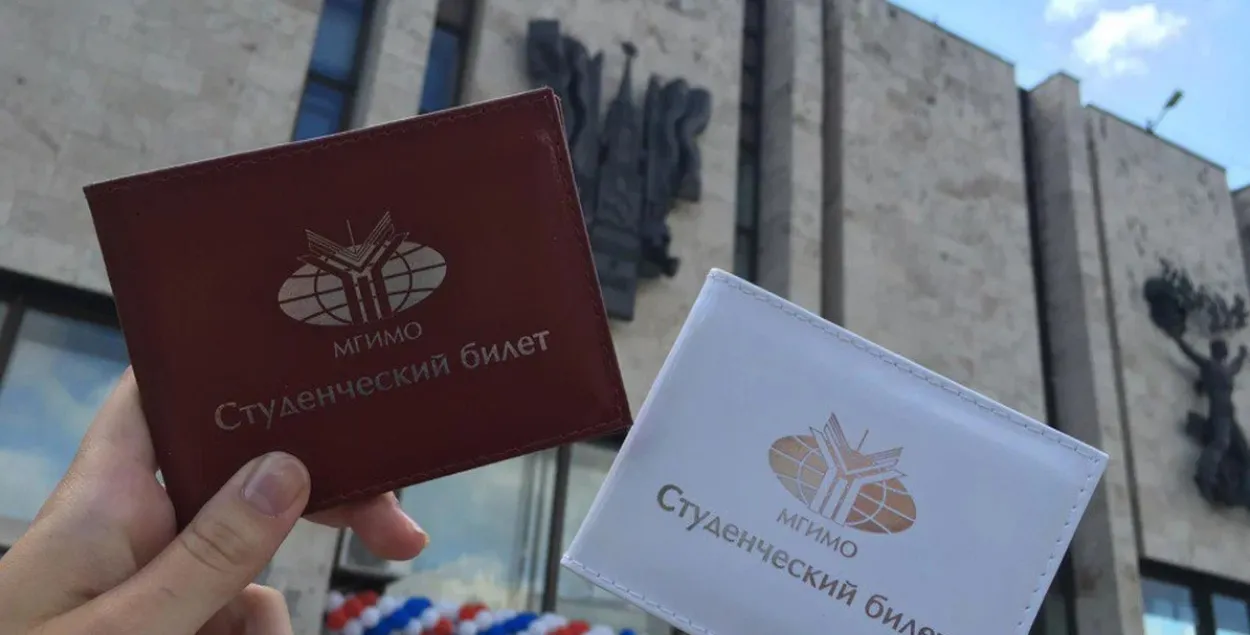 МГИМО
Студенческий билет
МГИМО
Студенческий билет